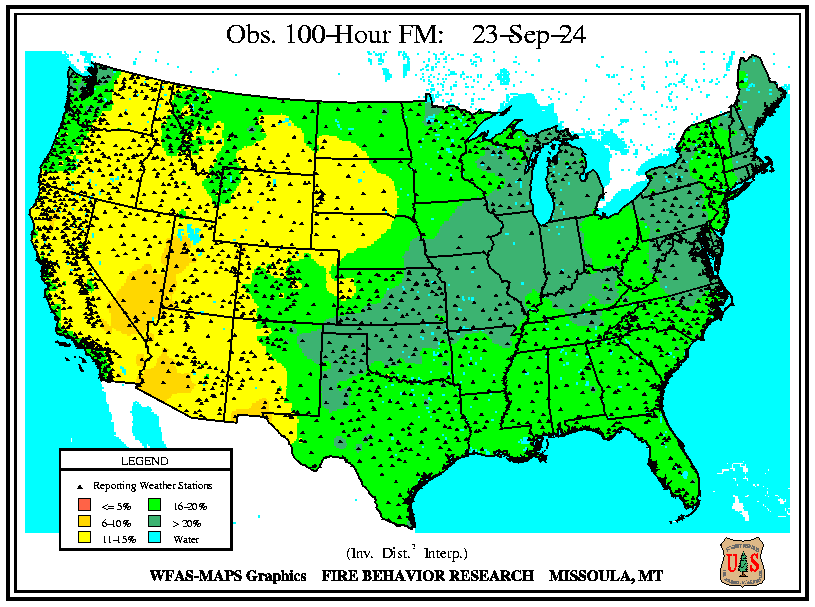 Obs. 100-Hour FM: 23-Sep-24
LEGEND
Reporting Weather Stations
<= 5%
16-20%
6-10%
> 20%
11-15%
Water
(Inv. Dist.² Interp.)
WFAS-MAPS Graphics FIRE BEHAVIOR RESEARCH MISSOULA, MT
U S